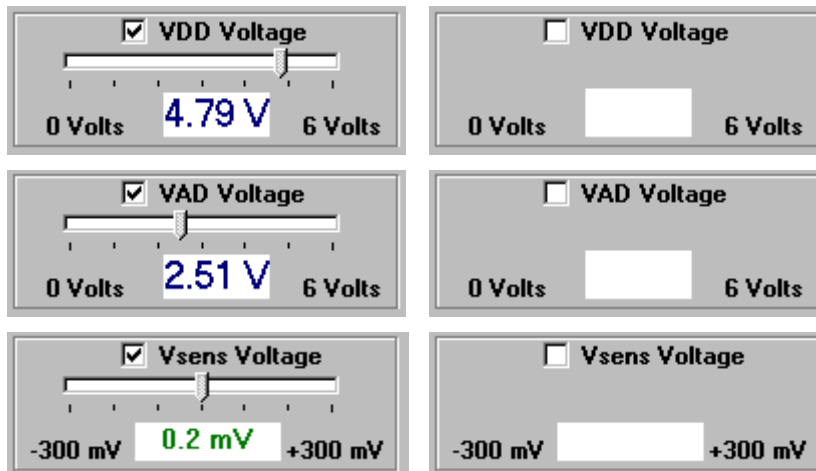 VDD Voltage
0 Volts 4.79 V 6 Volts
VDD Voltage
0 Volts 6 Volts
VAD Voltage
0 Volts 2.51 V 6 Volts
VAD Voltage
0 Volts 6 Volts
Vsens Voltage
-300 mV 0.2 mV +300 mV
Vsens Voltage
-300 mV +300 mV